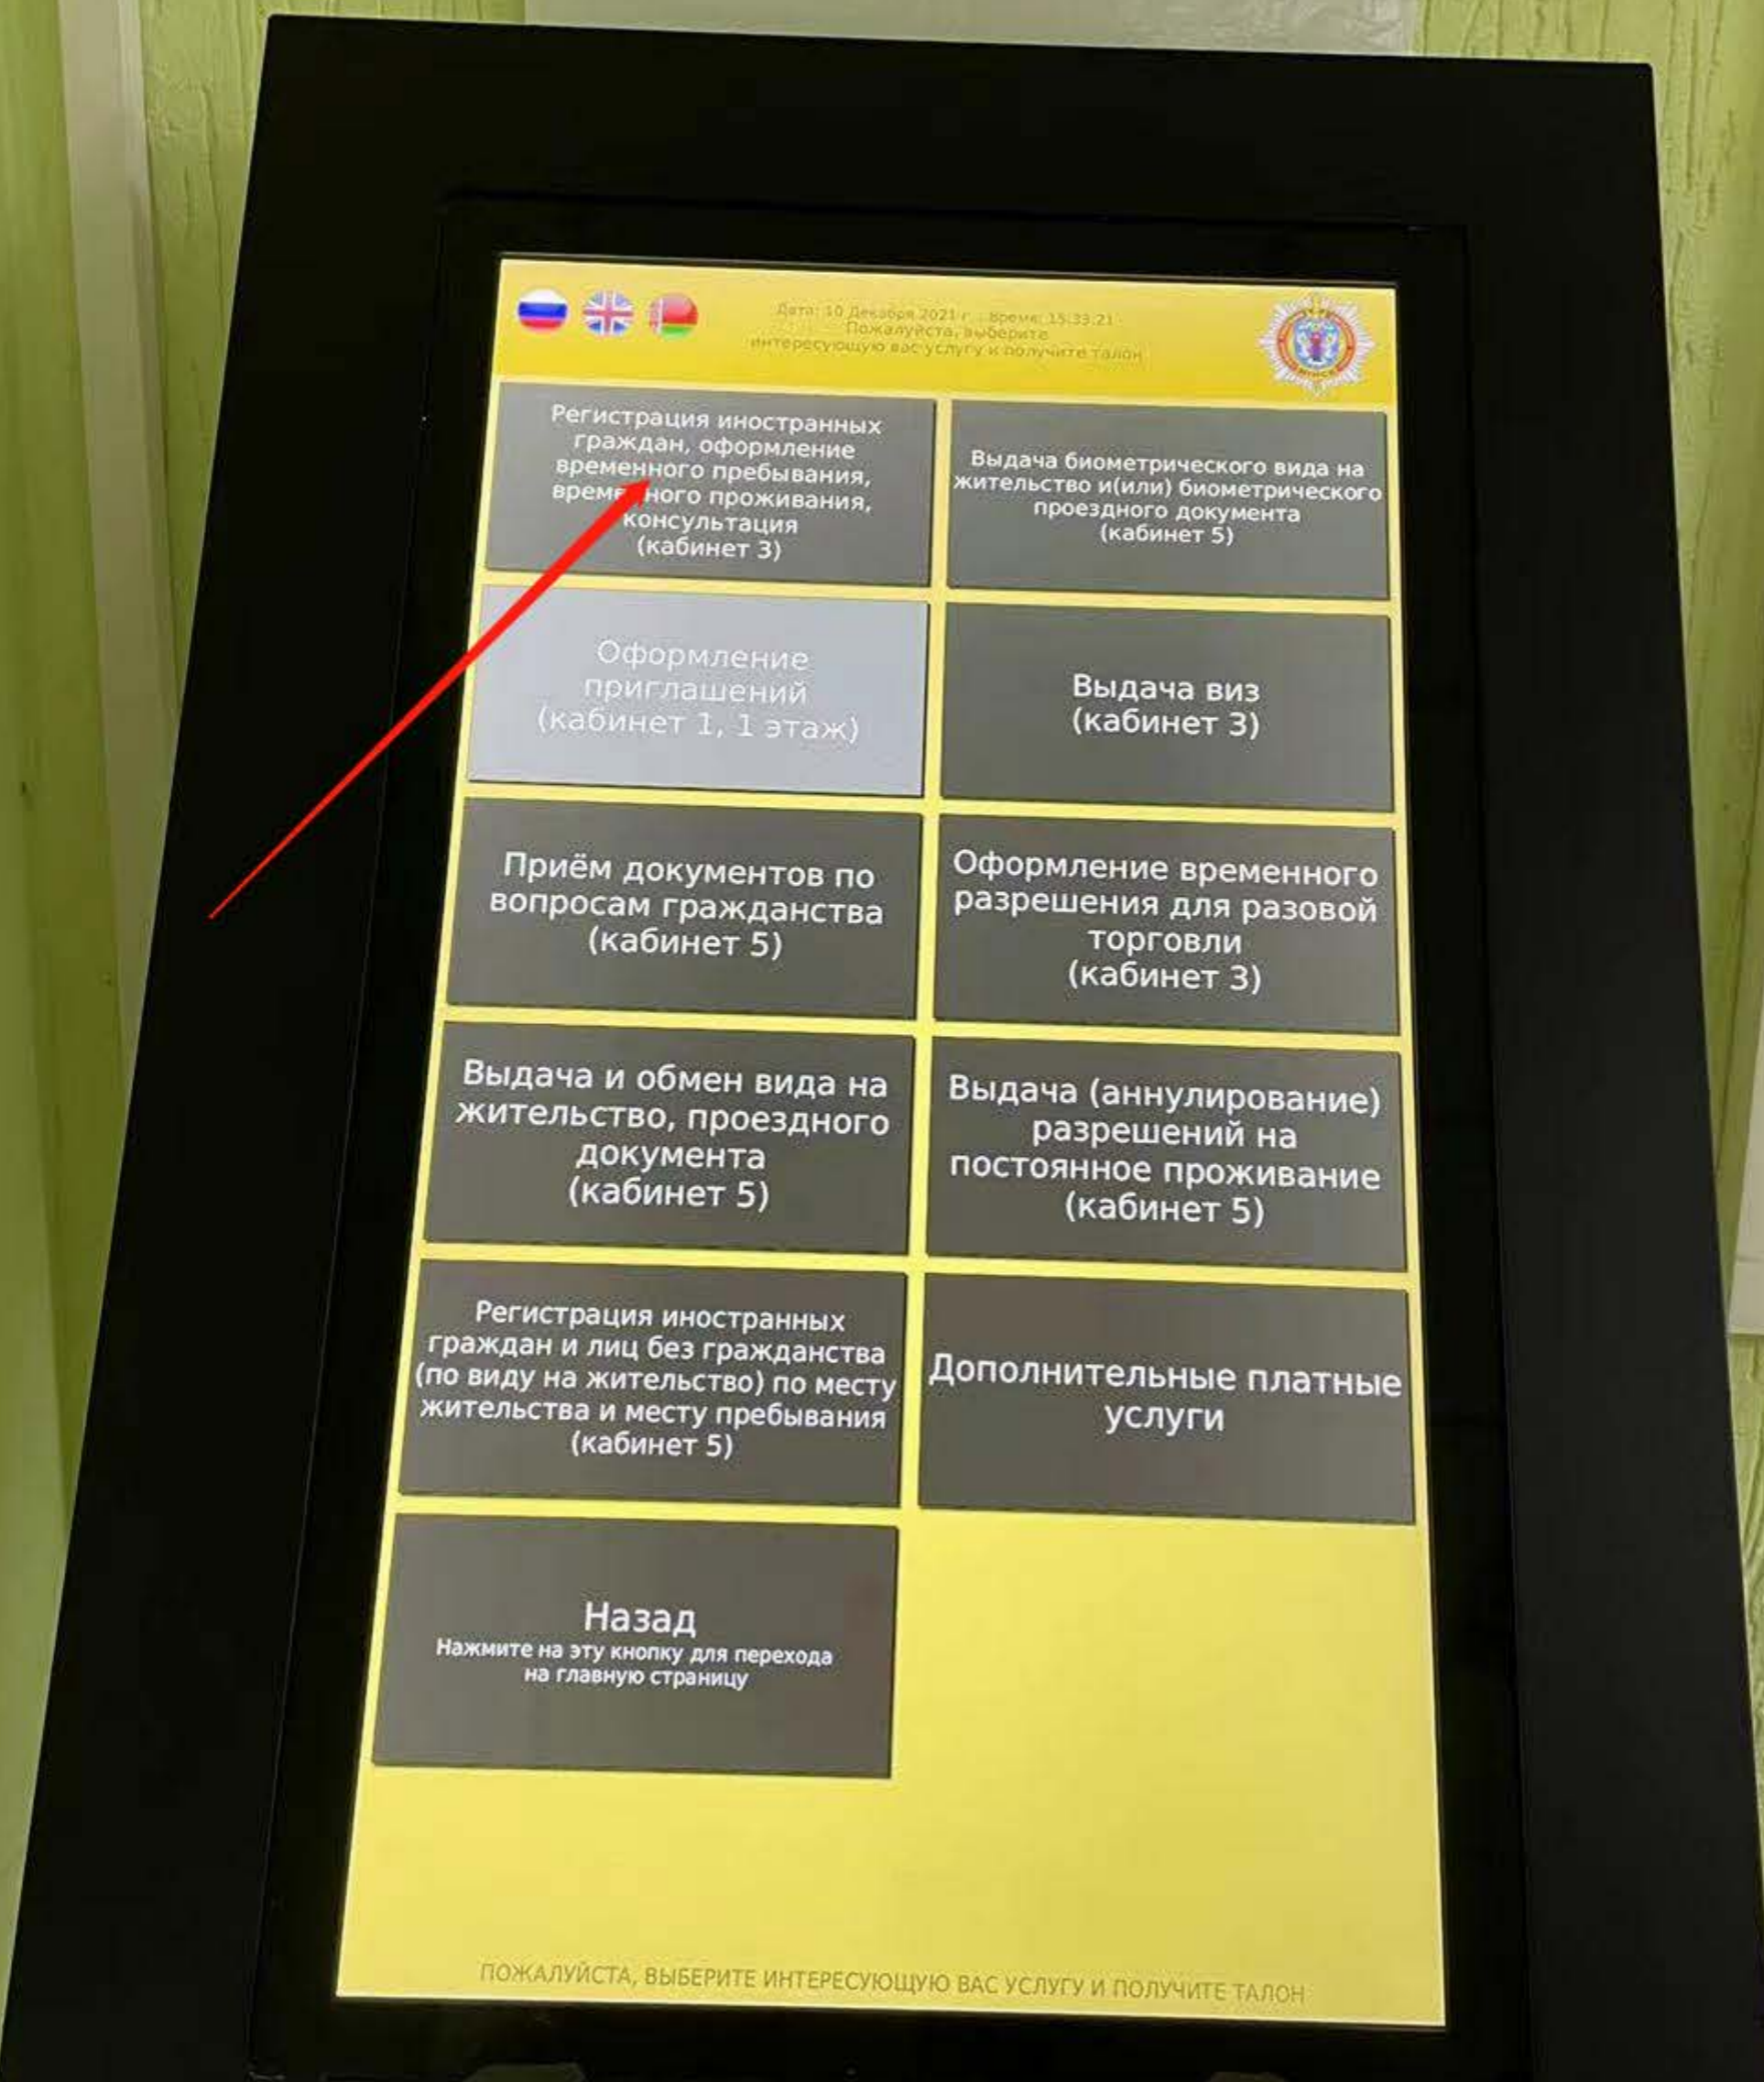 Дата: 10 Декабря 2021 г. Время: 15:33:21
Пожалуйста, выберите
интересующую вас услугу и получите талон
МИНСК
Регистрация иностранных
граждан, оформление
временного пребывания,
временного проживания,
консультация
(кабинет 3)
Выдача биометрического вида на
жительство и(или) биометрического
проездного документа
(кабинет 5)
Оформление
приглашений
(кабинет 1, 1 этаж)
Выдача виз
(кабинет 3)
Приём документов по
вопросам гражданства
(кабинет 5)
Оформление временного
разрешения для разовой
торговли
(кабинет 3)
Выдача и обмен вида на
жительство, проездного
документа
(кабинет 5)
Выдача (аннулирование)
разрешений на
постоянное проживание
(кабинет 5)
Регистрация иностранных
граждан и лиц без гражданства
(по виду на жительство) по месту
жительства и месту пребывания
(кабинет 5)
Дополнительные платные
услуги
Назад
Нажмите на эту кнопку для перехода
на главную страницу
ПОЖАЛУЙСТА, ВЫБЕРИТЕ ИНТЕРЕСУЮЩУЮ ВАС УСЛУГУ И ПОЛУЧИТЕ ТАЛОН